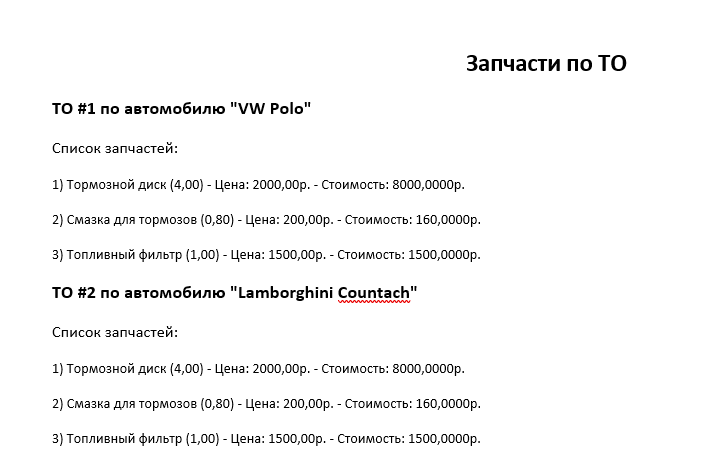 Запчасти по ТО
ТО #1 по автомобилю "VW Polo"
Список запчастей:
1) Тормозной диск (4,00) - Цена: 2000,00р. - Стоимость: 8000,0000р.
2) Смазка для тормозов (0,80) - Цена: 200,00р. - Стоимость: 160,0000р.
3) Топливный фильтр (1,00) - Цена: 1500,00р. - Стоимость: 1500,0000р.
ТО #2 по автомобилю "Lamborghini Countach"
Список запчастей:
1) Тормозной диск (4,00) - Цена: 2000,00р. - Стоимость: 8000,0000р.
2) Смазка для тормозов (0,80) - Цена: 200,00р. - Стоимость: 160,0000р.
3) Топливный фильтр (1,00) - Цена: 1500,00р. - Стоимость: 1500,0000р.